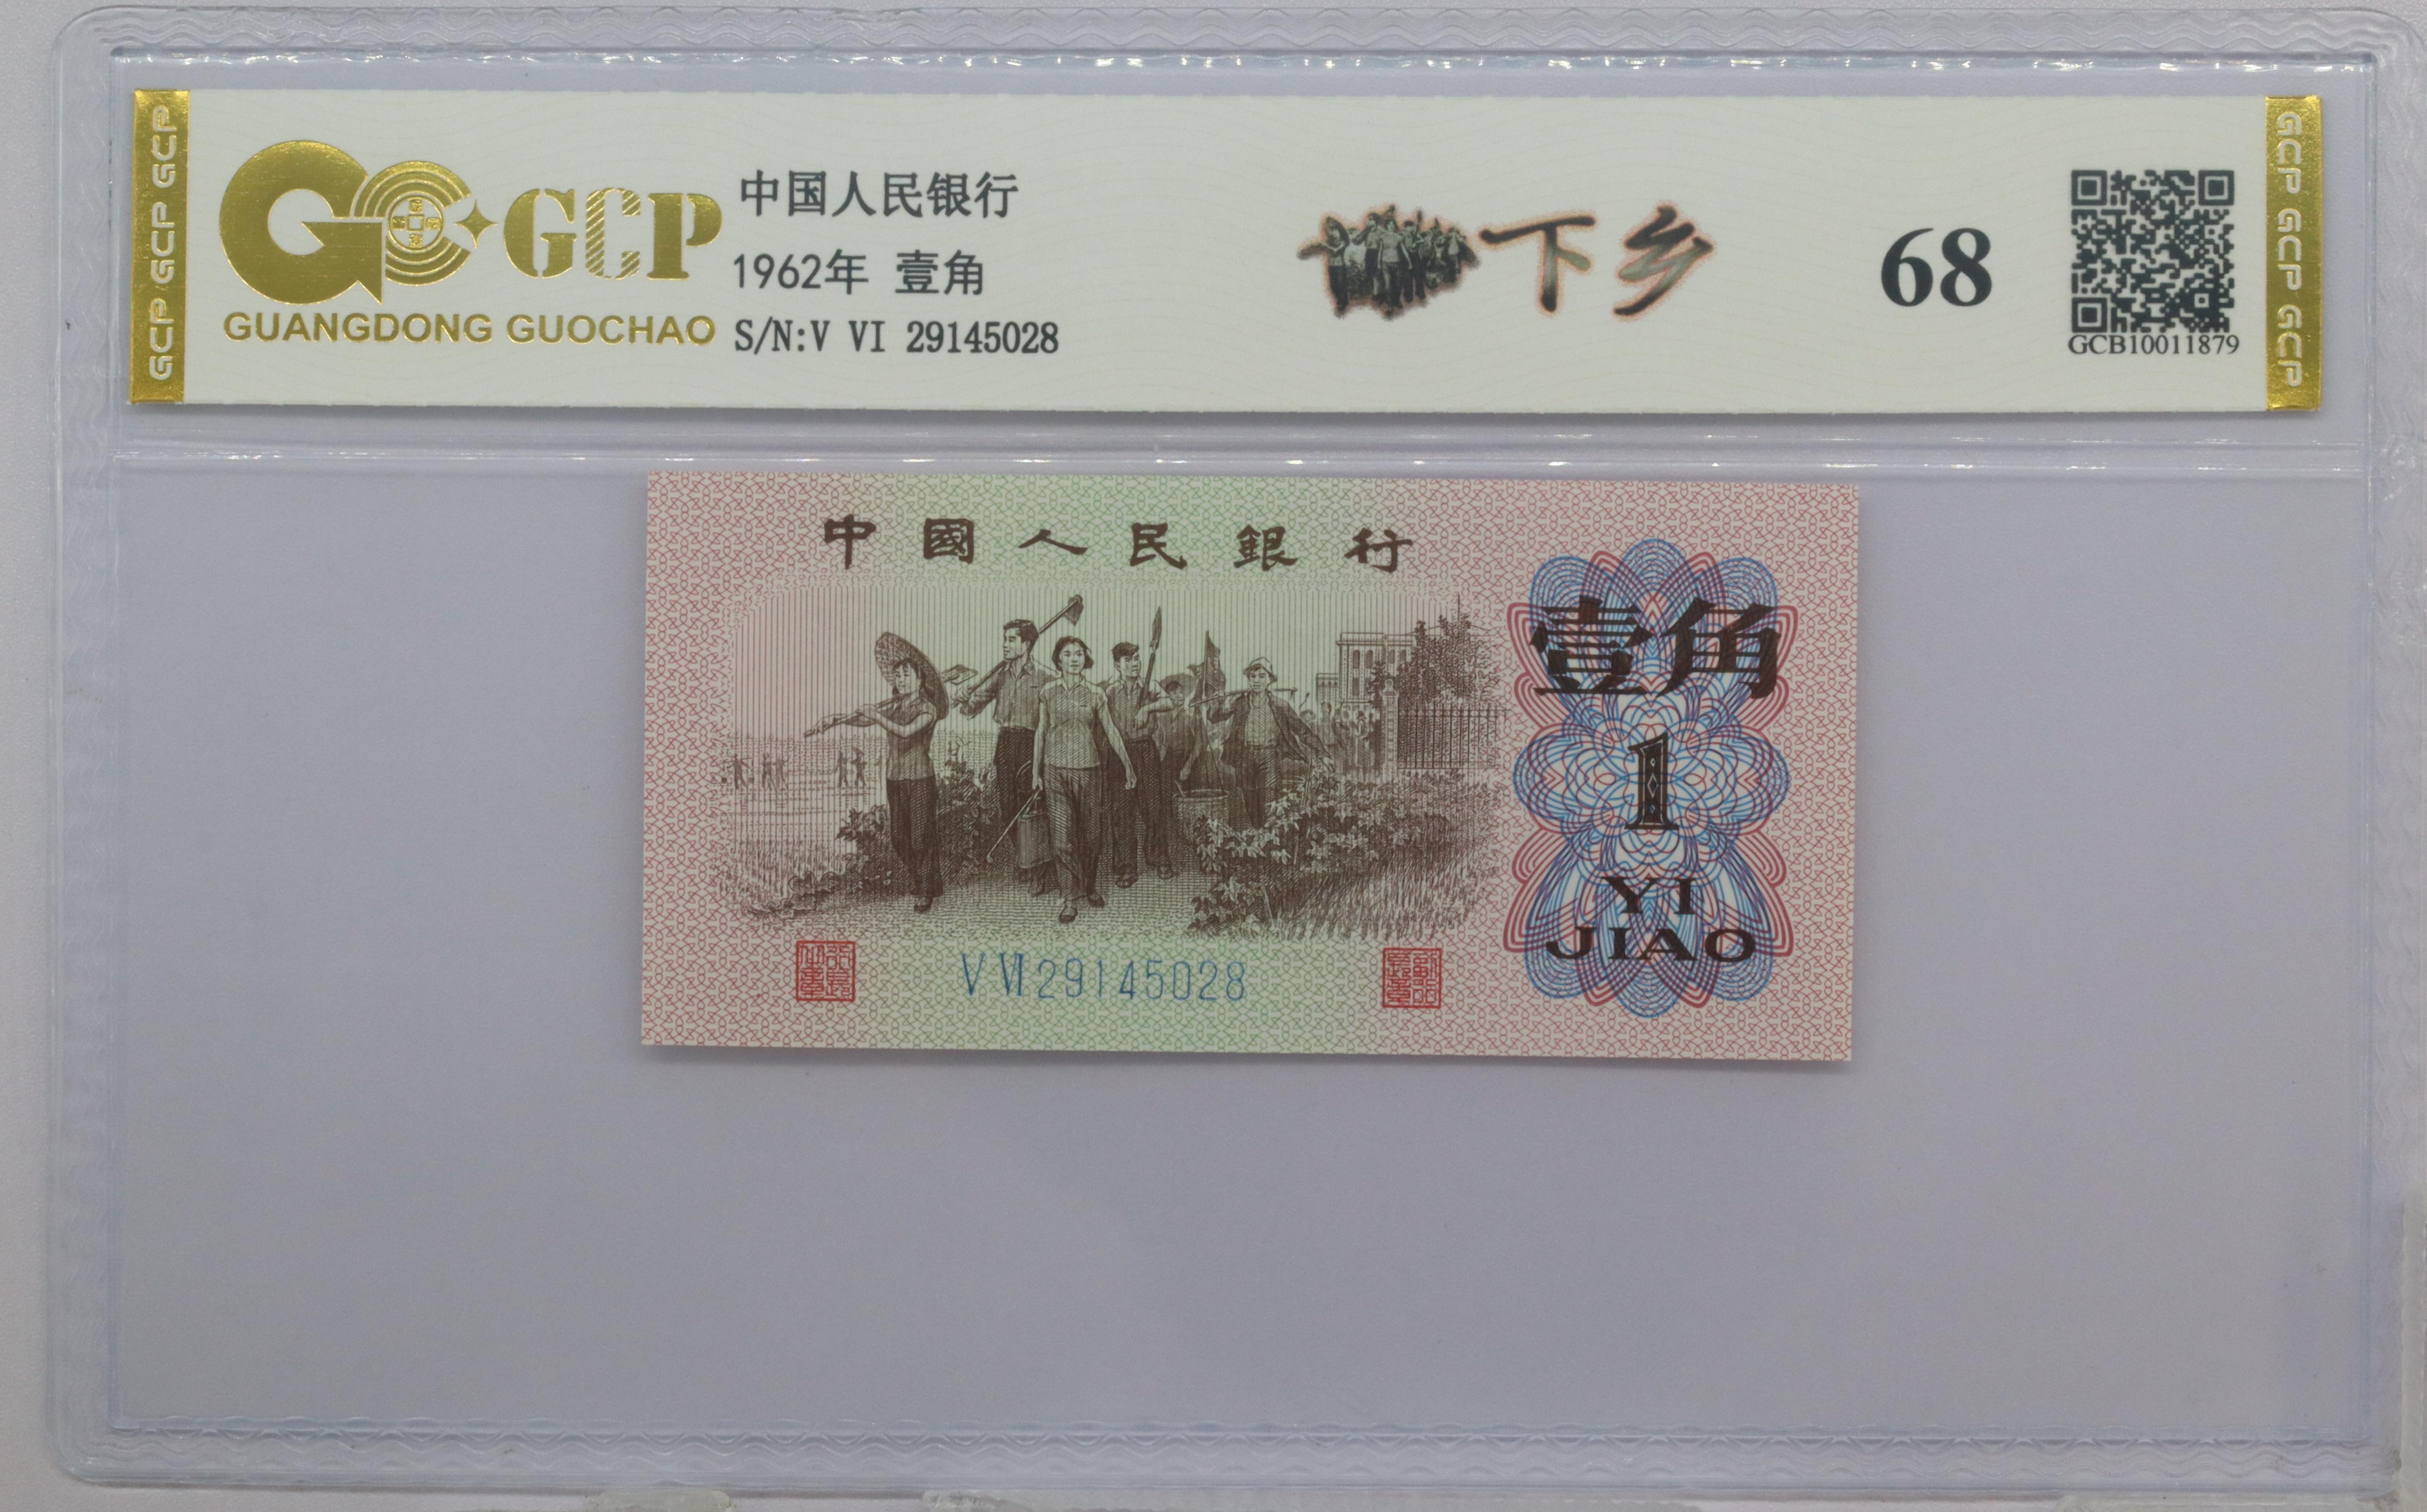 GCP GCP GCP
GCP
GUANGDONG GUOCHAO
中国人民银行
1962年 壹角
S/N:V VI 29145028
下乡
68
GCB10011879
GCP GCP GCP
中國人民銀行
壹角
1
YI
JIAO
V VI 29145028